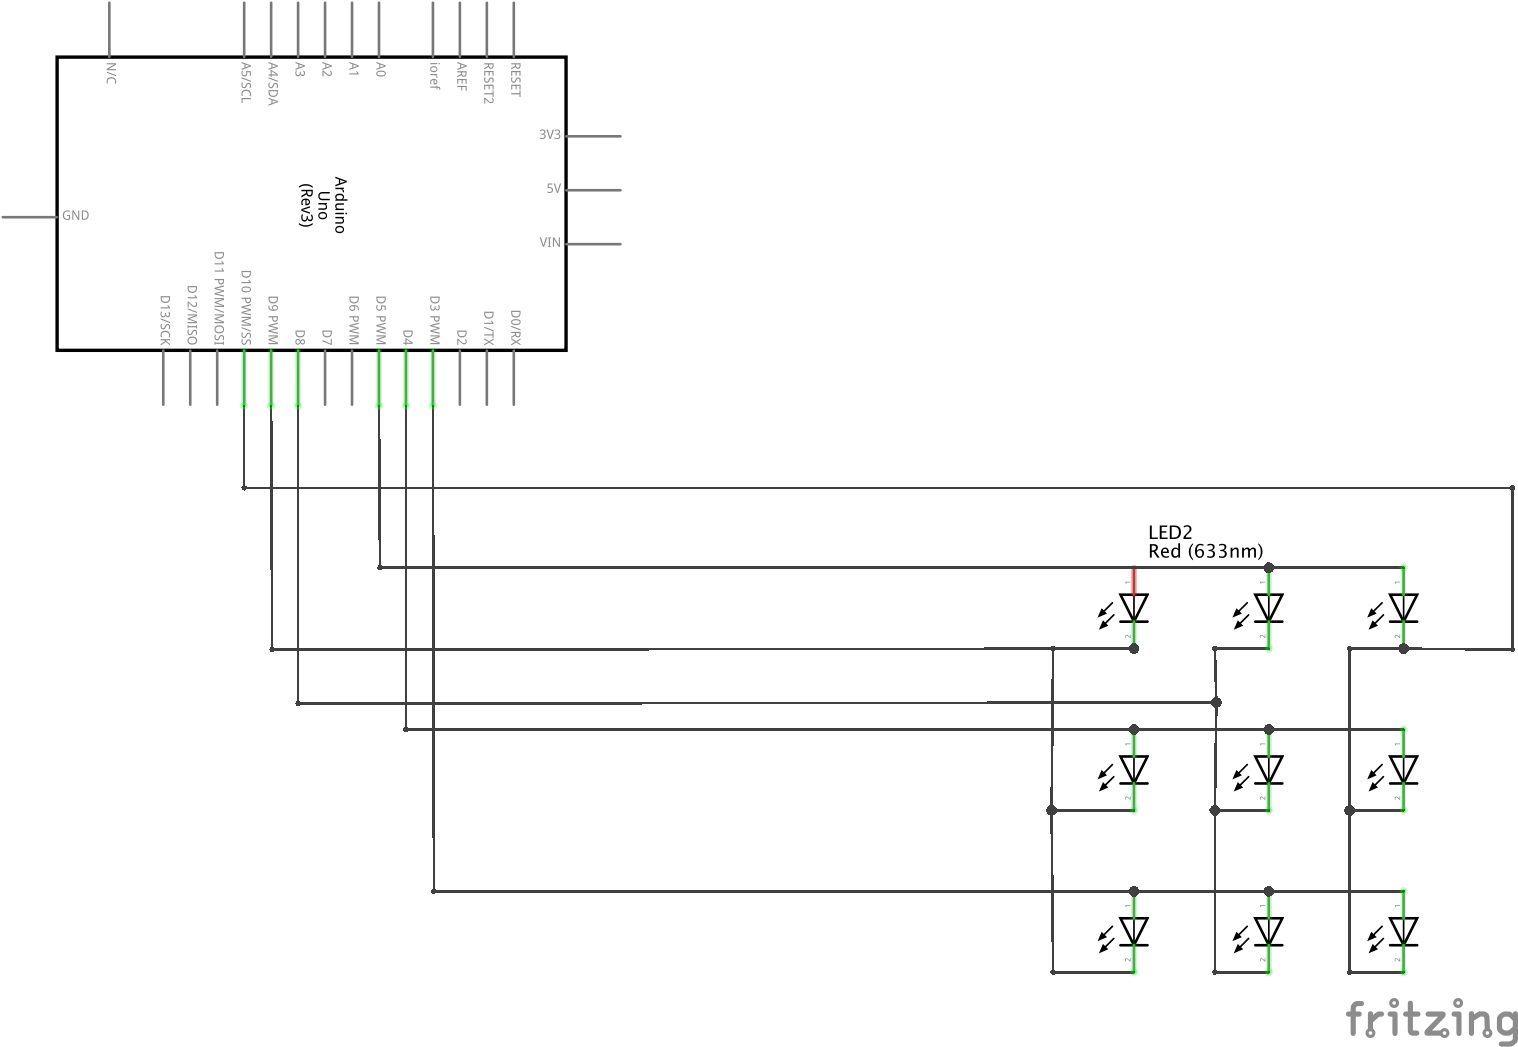 N/C
A5/SCL
A4/SDA
A3
A2
A1
A0
ioref
AREF
RESET2
RESET
3V3
5V
VIN
GND
Arduino
Uno
(Rev3)
D13/SCK
D12/MISO
D11 PWM/MOSI
D10 PWM/SS
D9 PWM
D8
D7
D6 PWM
D5 PWM
D4
D3 PWM
D2
D1/TX
D0/RX
LED2
Red (633nm)
1
1
1
2
2
2
1
1
1
2
2
2
1
1
1
2
2
2
fritzing